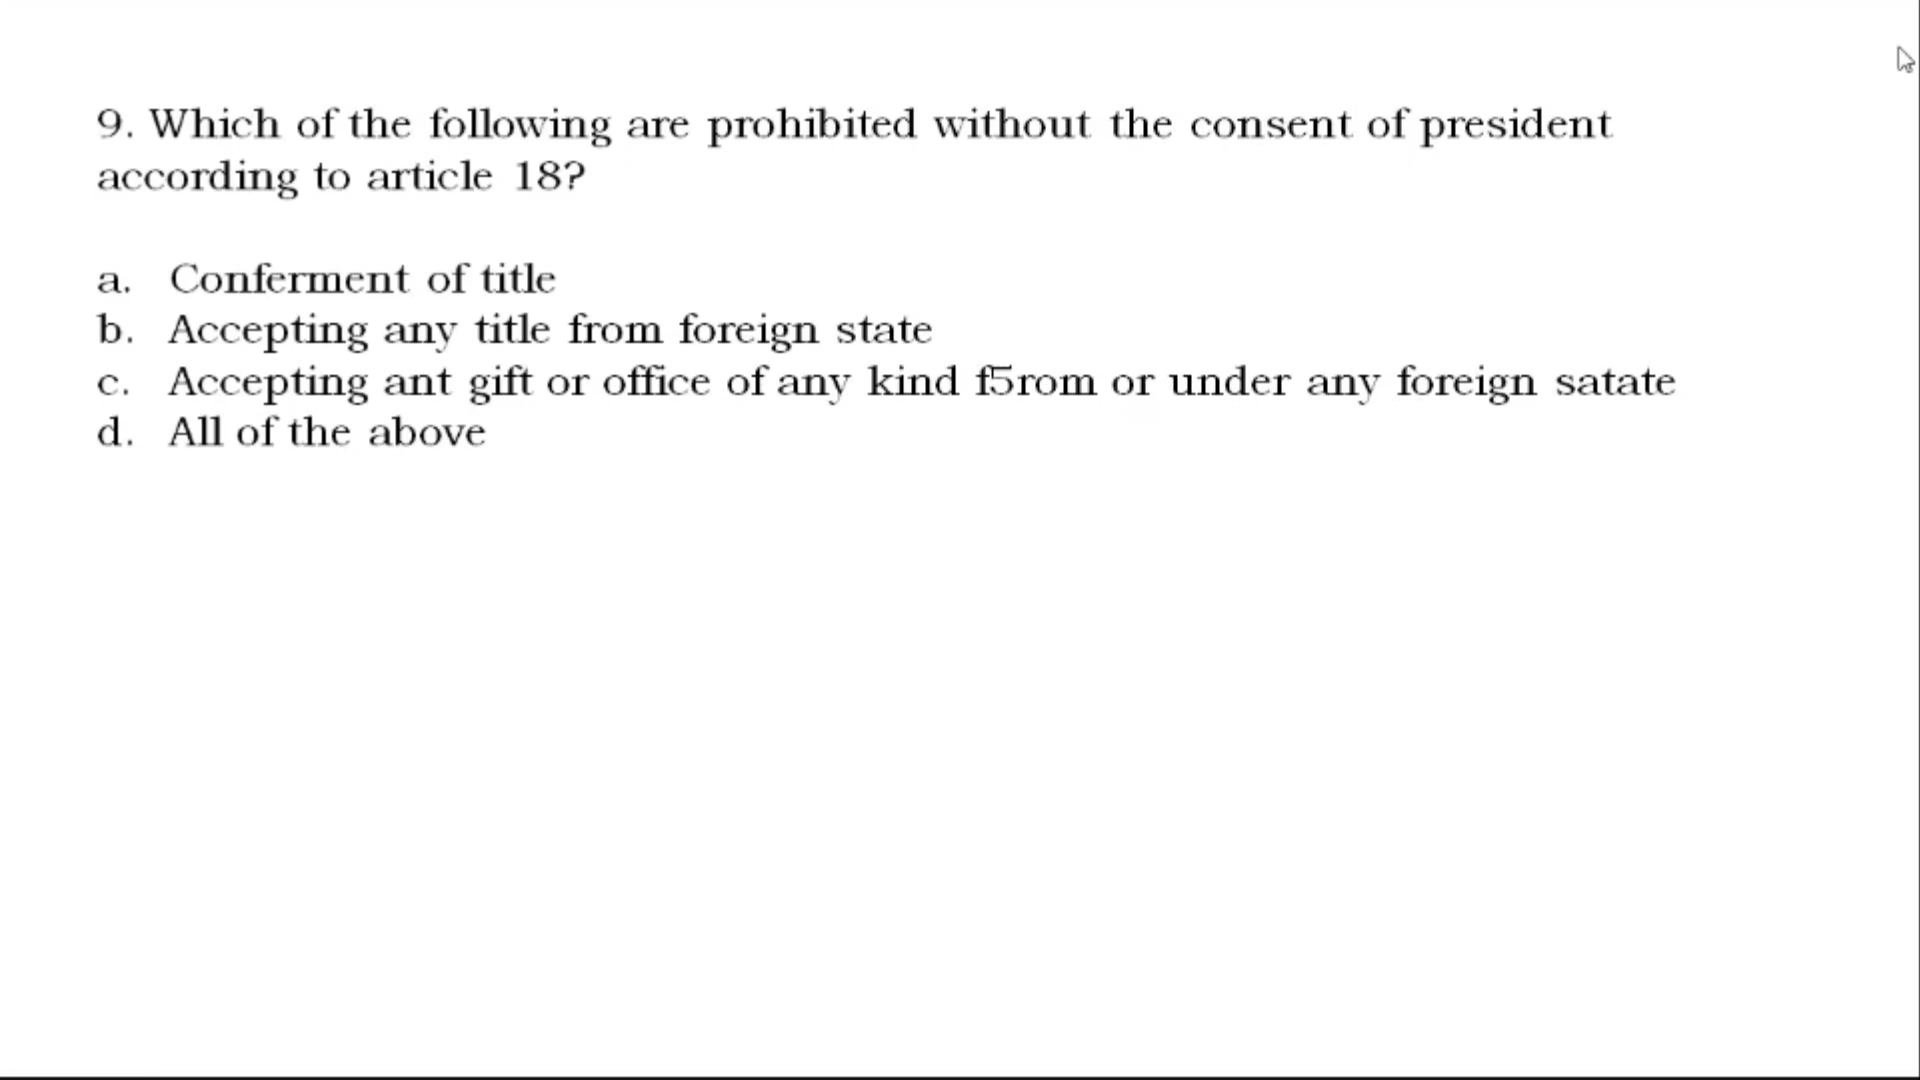 9. Which of the following are prohibited without the consent of president
according to article 18?
a. Conferment of title
b. Accepting any title from foreign state
c. Accepting ant gift or office of any kind f5rom or under any foreign satate
d. All of the above